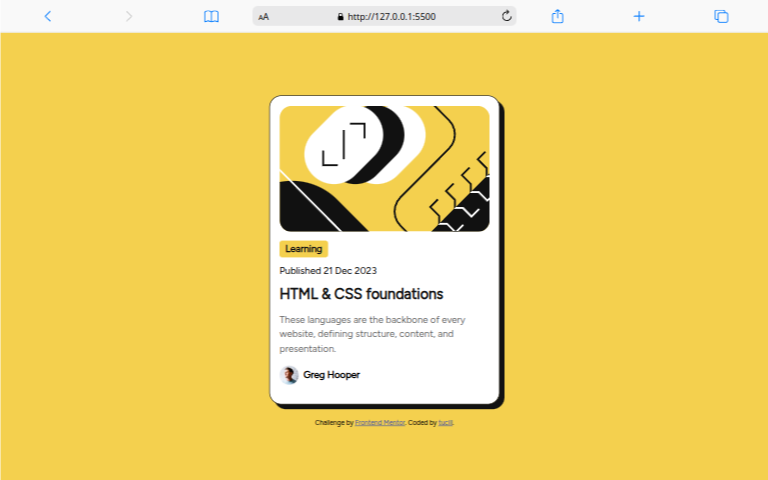 AA
http://127.0.0.1:5500
Learning
Published 21 Dec 2023
HTML & CSS foundations
These languages are the backbone of every
website, defining structure, content, and
presentation.
Greg Hooper
Challenge by Frontend Mentor. Coded by